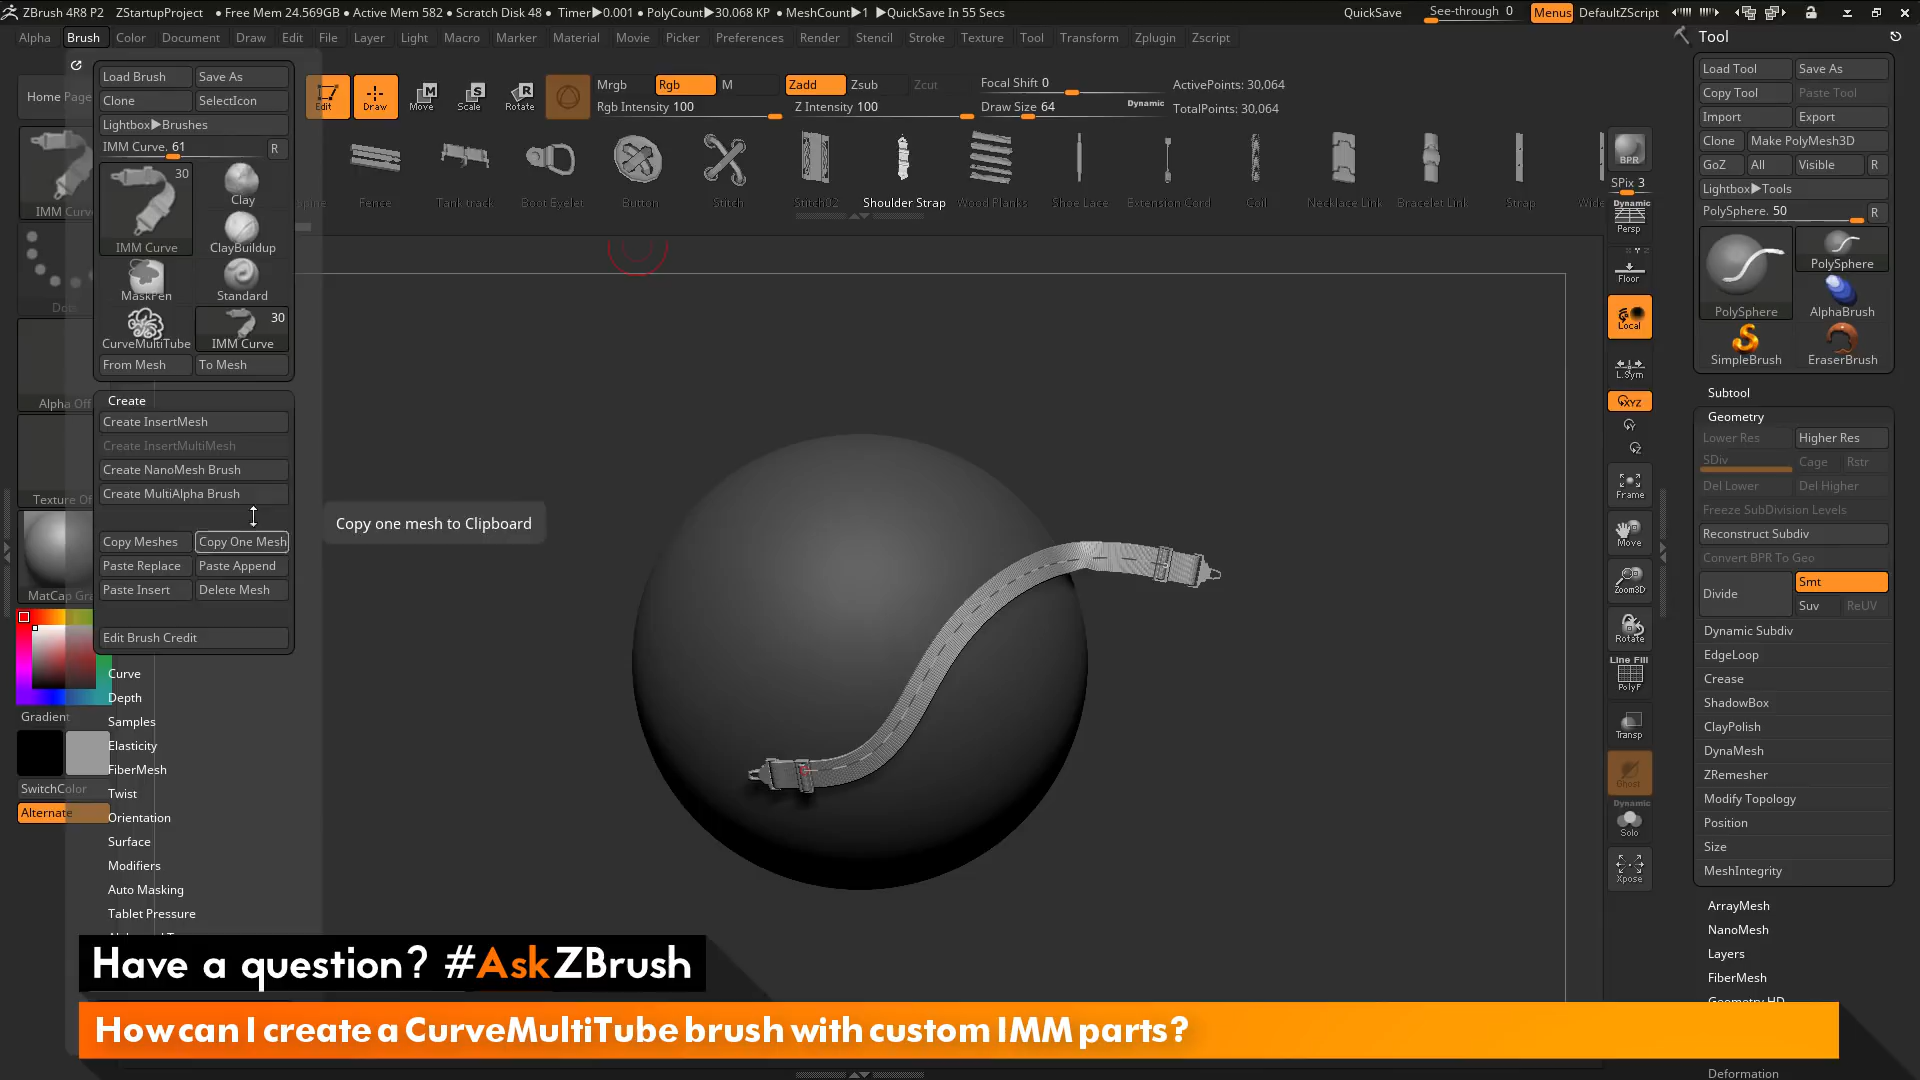 ZBrush 4R8 P2 ZStartupProject • Free Mem 24.569GB • Active Mem 582 • Scratch Disk 48 • Timer▶0.001 • PolyCount▶30.068 KP • MeshCount▶1 ▶QuickSave In 55 Secs QuickSave See-through 0 Menus DefaultZScript
Alpha Brush Color Document Draw Edit File Layer Light Macro Marker Material Movie Picker Preferences Render Stencil Stroke Texture Tool Transform Zplugin Zscript
Home Page
IMM Curve
Alpha Off
Texture
MatCap
Gradient
SwitchColor
Alternate
Load Brush Save As
Clone SelectIcon
Lightbox▶Brushes
IMM Curve. 61 R
30
IMM Curve
Clay
ClayBuildup
MaskPen Standard
30
CurveMultiTube IMM Curve
From Mesh To Mesh
Create
Create InsertMesh
Create InsertMultiMesh
Create NanoMesh Brush
Create MultiAlpha Brush
Copy Meshes Copy One Mesh
Paste Replace Paste Append
Paste Insert Delete Mesh
Edit Brush Credit
Curve
Depth
Samples
Elasticity
FiberMesh
Twist
Orientation
Surface
Modifiers
Auto Masking
Tablet Pressure
Copy one mesh to Clipboard
Edit Draw Move Scale Rotate
Mrgb Rgb M Zadd Zsub Zcut Focal Shift 0 ActivePoints: 30,064
Rgb Intensity 100 Z Intensity 100 Draw Size 64 Dynamic TotalPoints: 30,064
Fence Tank track Boot Eyelet Button Stitch Stitch02 Shoulder Strap Wood Planks Shoe Lace Extension Cord Coil Necklace Link Bracelet Link Strap
BPR
SPix 3
Dynamic
Persp
Floor
Local
L.Sym
XYZ
Y
Z
Frame
Move
Zoom3D
Rotate
Line Fill
PolyF
Transp
Ghost
Dynamic
Solo
Xpose
Tool
Load Tool Save As
Copy Tool Paste Tool
Import Export
Clone Make PolyMesh3D
GoZ All Visible R
Lightbox▶Tools
PolySphere. 50 R
PolySphere
PolySphere
AlphaBrush
SimpleBrush EraserBrush
Subtool
Geometry
Lower Res Higher Res
SDiv Cage Rstr
Del Lower Del Higher
Freeze SubDivision Levels
Reconstruct Subdiv
Convert BPR To Geo
Divide Smt
Suv ReUV
Dynamic Subdiv
EdgeLoop
Crease
ShadowBox
ClayPolish
DynaMesh
ZRemesher
Modify Topology
Position
Size
MeshIntegrity
ArrayMesh
NanoMesh
Layers
FiberMesh
Geometry HD
Deformation
Have a question? #AskZBrush
How can I create a CurveMultiTube brush with custom IMM parts?